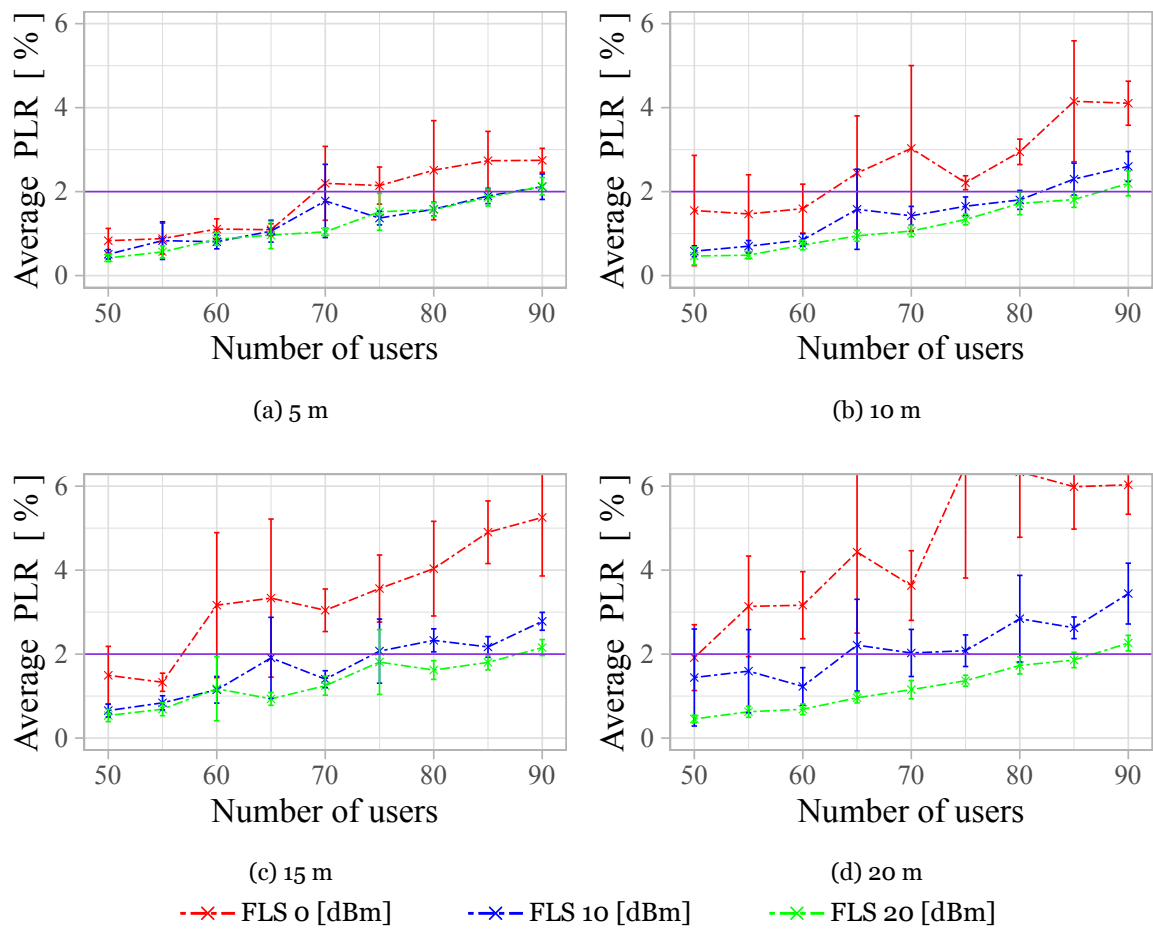 6
4
2
0
Average PLR [ % ]
50 60 70 80 90
Number of users
(a) 5 m
6
4
2
0
Average PLR [ % ]
50 60 70 80 90
Number of users
(b) 10 m
6
4
2
0
Average PLR [ % ]
50 60 70 80 90
Number of users
(c) 15 m
6
4
2
0
Average PLR [ % ]
50 60 70 80 90
Number of users
(d) 20 m
FLS 0 [dBm] FLS 10 [dBm] FLS 20 [dBm]